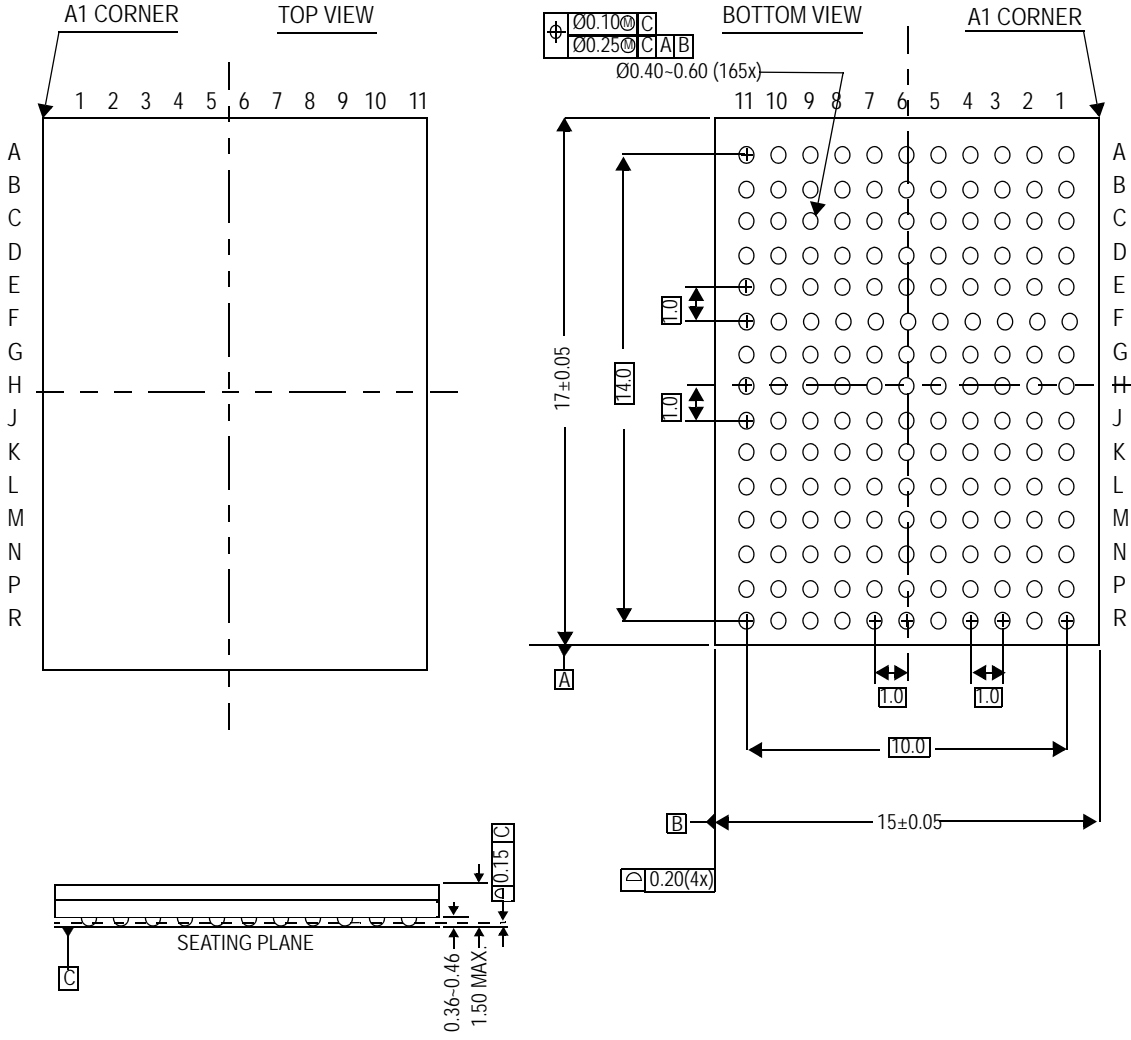 A1 CORNER
TOP VIEW
1 2 3 4 5 6 7 8 9 10 11
A
B
C
D
E
F
G
H
J
K
L
M
N
P
R
Ø0.10Ⓜ C
Ø0.25Ⓜ C A B
BOTTOM VIEW
A1 CORNER
Ø0.40~0.60 (165x)
11 10 9 8 7 6 5 4 3 2 1
A
B
C
D
E
F
G
H
J
K
L
M
N
P
R
1.0
1.0
14.0
17±0.05
A
1.0
1.0
10.0
B
15±0.05
0.20(4x)
0.15 C
SEATING PLANE
C
0.36~0.46
1.50 MAX.